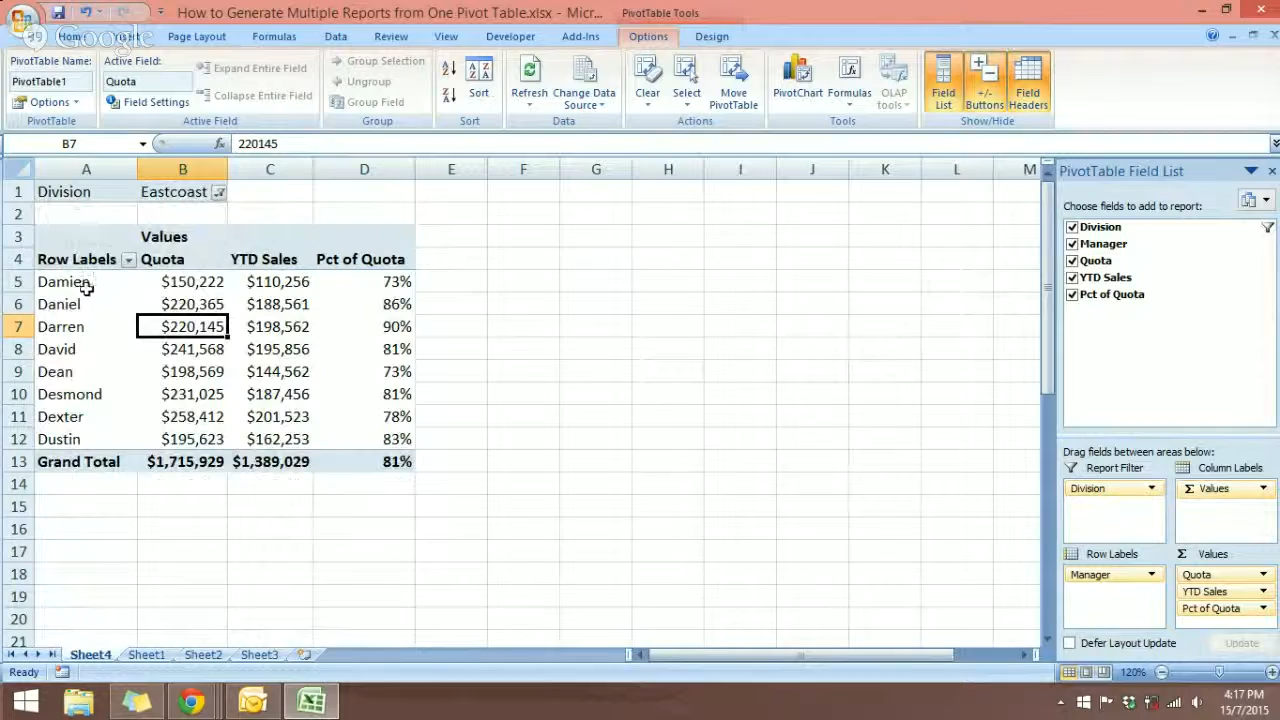 How to Generate Multiple Reports from One Pivot Table.xlsx - Micr... PivotTable Tools
Home Insert Page Layout Formulas Data Review View Developer Add-Ins Options Design
Google
PivotTable Name:
PivotTable1
Options
PivotTable
Active Field:
Quota
Field Settings
Expand Entire Field
Collapse Entire Field
Active Field
Group Selection
Ungroup
Group Field
Group
Sort
Sort
Refresh
Change Data
Source
Data
Clear
Select
Move
PivotTable
Actions
PivotChart
Formulas
OLAP
tools
Tools
Field
List
+/-
Buttons
Field
Headers
Show/Hide
B7 fx 220145
A B C D E F G H I J K L M
1 Division Eastcoast
2
3 Values
4 Row Labels Quota YTD Sales Pct of Quota
5 Damien $150,222 $110,256 73%
6 Daniel $220,365 $188,561 86%
7 Darren $220,145 $198,562 90%
8 David $241,568 $195,856 81%
9 Dean $198,569 $144,562 73%
10 Desmond $231,025 $187,456 81%
11 Dexter $258,412 $201,523 78%
12 Dustin $195,623 $162,253 83%
13 Grand Total $1,715,929 $1,389,029 81%
14
15
16
17
18
19
20
21
PivotTable Field List
Choose fields to add to report:
Division
Manager
Quota
YTD Sales
Pct of Quota
Drag fields between areas below:
Report Filter Column Labels
Division Σ Values
Row Labels Σ Values
Manager Quota
YTD Sales
Pct of Quota
Defer Layout Update Update
Sheet4 Sheet1 Sheet2 Sheet3
Ready 120%
4:17 PM
15/7/2015